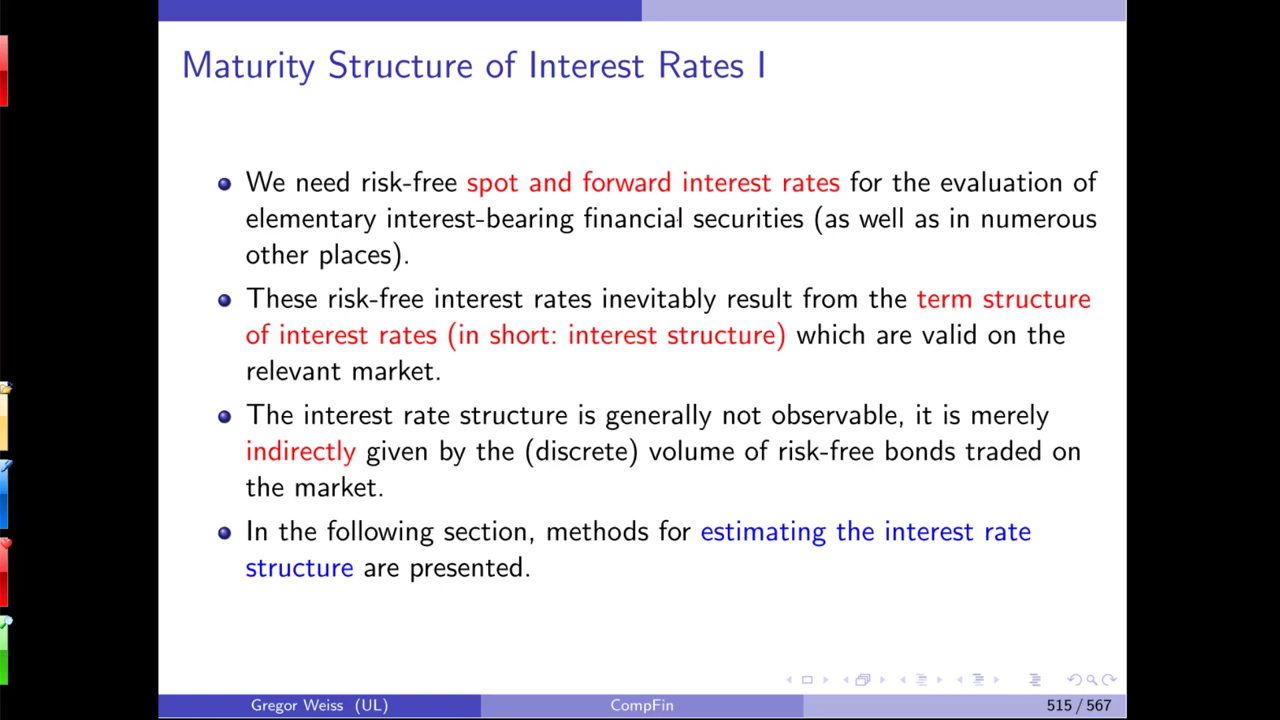 Maturity Structure of Interest Rates I
We need risk-free spot and forward interest rates for the evaluation of
elementary interest-bearing financial securities (as well as in numerous
other places).
These risk-free interest rates inevitably result from the term structure
of interest rates (in short: interest structure) which are valid on the
relevant market.
The interest rate structure is generally not observable, it is merely
indirectly given by the (discrete) volume of risk-free bonds traded on
the market.
In the following section, methods for estimating the interest rate
structure are presented.
Gregor Weiss (UL) CompFin 515 / 567